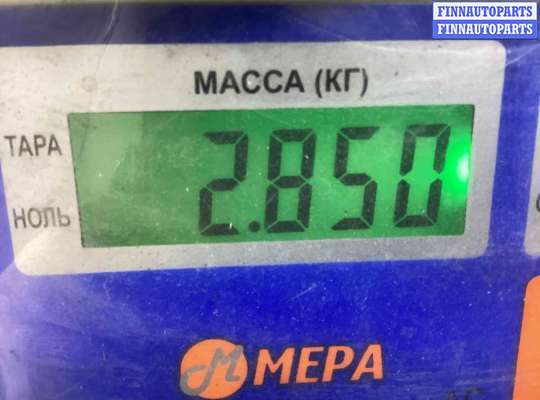 FINNAUTOPARTS
FINNAUTOPARTS
МАССА (КГ)
ТАРА
2.850
НОЛЬ
М МЕРА